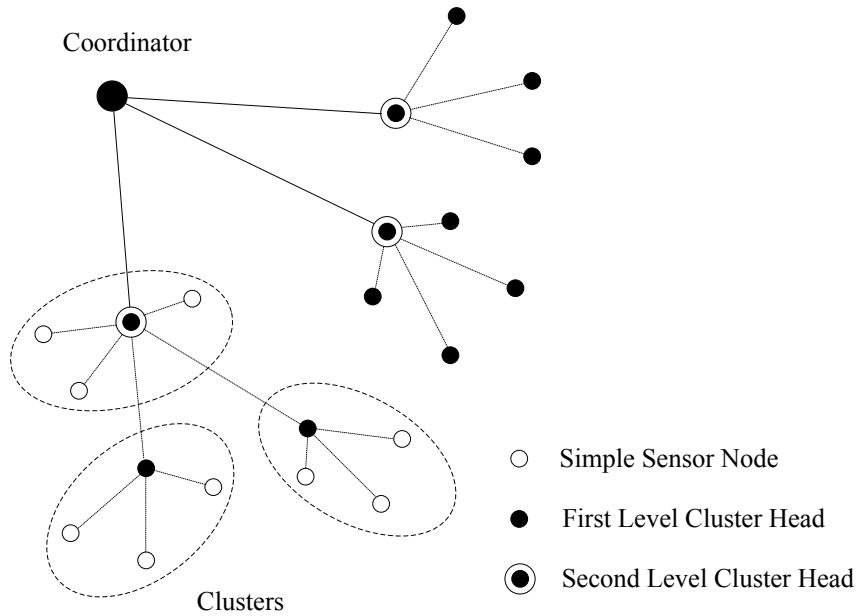 Coordinator
Simple Sensor Node
First Level Cluster Head
Second Level Cluster Head
Clusters